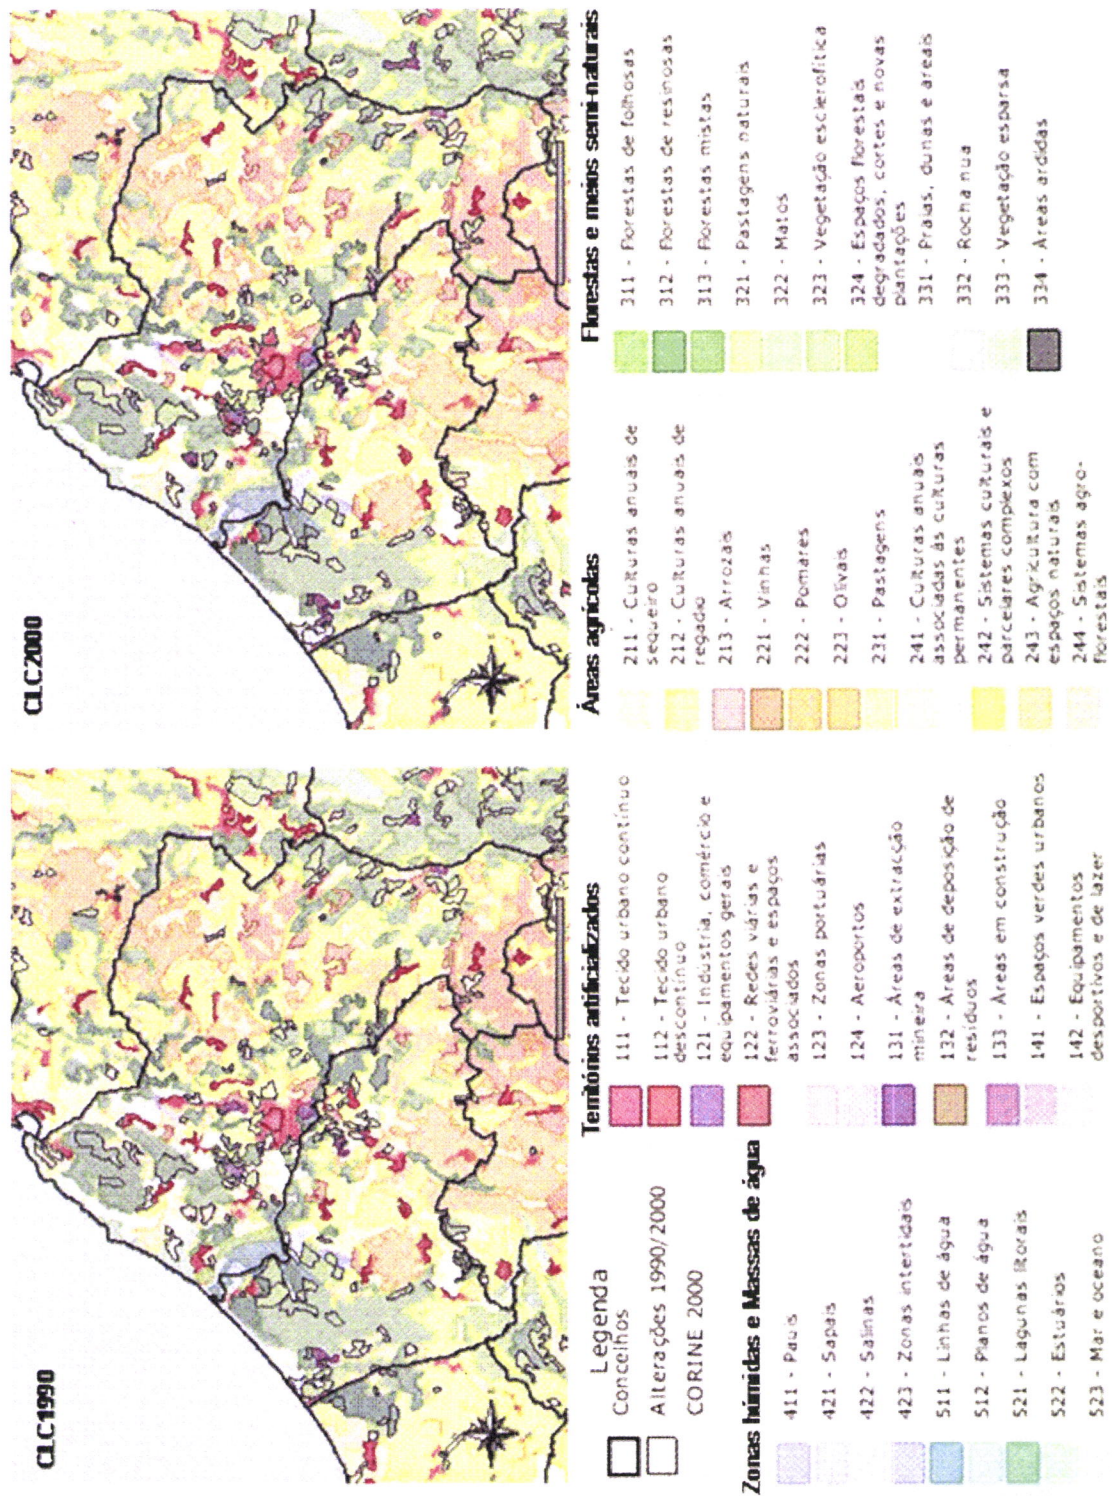 CLC1990
CLC2000
Legenda
Concelhos
Alterações 1990/2000
CORINE 2000
Zonas húmidas e Massas de água
411 - Pauis
421 - Sapais
422 - Salinas
423 - Zonas intertidais
511 - Linhas de água
512 - Planos de água
521 - Lagunas litorais
522 - Estuários
523 - Mar e oceano
Territórios artificializados
111 - Tecido urbano contínuo
112 - Tecido urbano
descontínuo
121 - Indústria, comércio e
equipamentos gerais
122 - Redes viárias e
ferroviárias e espaços
associados
123 - Zonas portuárias
124 - Aeroportos
131 - Áreas de extracção
mineira
132 - Áreas de deposição de
resíduos
133 - Áreas em construção
141 - Espaços verdes urbanos
142 - Equipamentos
desportivos e de lazer
Áreas agrícolas
211 - Culturas anuais de
sequeiro
212 - Culturas anuais de
regadio
213 - Arrozais
221 - Vinhas
222 - Pomares
223 - Olivais
231 - Pastagens
241 - Culturas anuais
associadas às culturas
permanentes
242 - Sistemas culturais e
parcelares complexos
243 - Agricultura com
espaços naturais
244 - Sistemas agro-
florestais
Florestas e meios semi-naturais
311 - Florestas de folhosas
312 - Florestas de resinosas
313 - Florestas mistas
321 - Pastagens naturais
322 - Matos
323 - Vegetação esclerofítica
324 - Espaços florestais
degradados, cortes e novas
plantações
331 - Praias, dunas e areais
332 - Rocha nua
333 - Vegetação esparsa
334 - Áreas ardidas